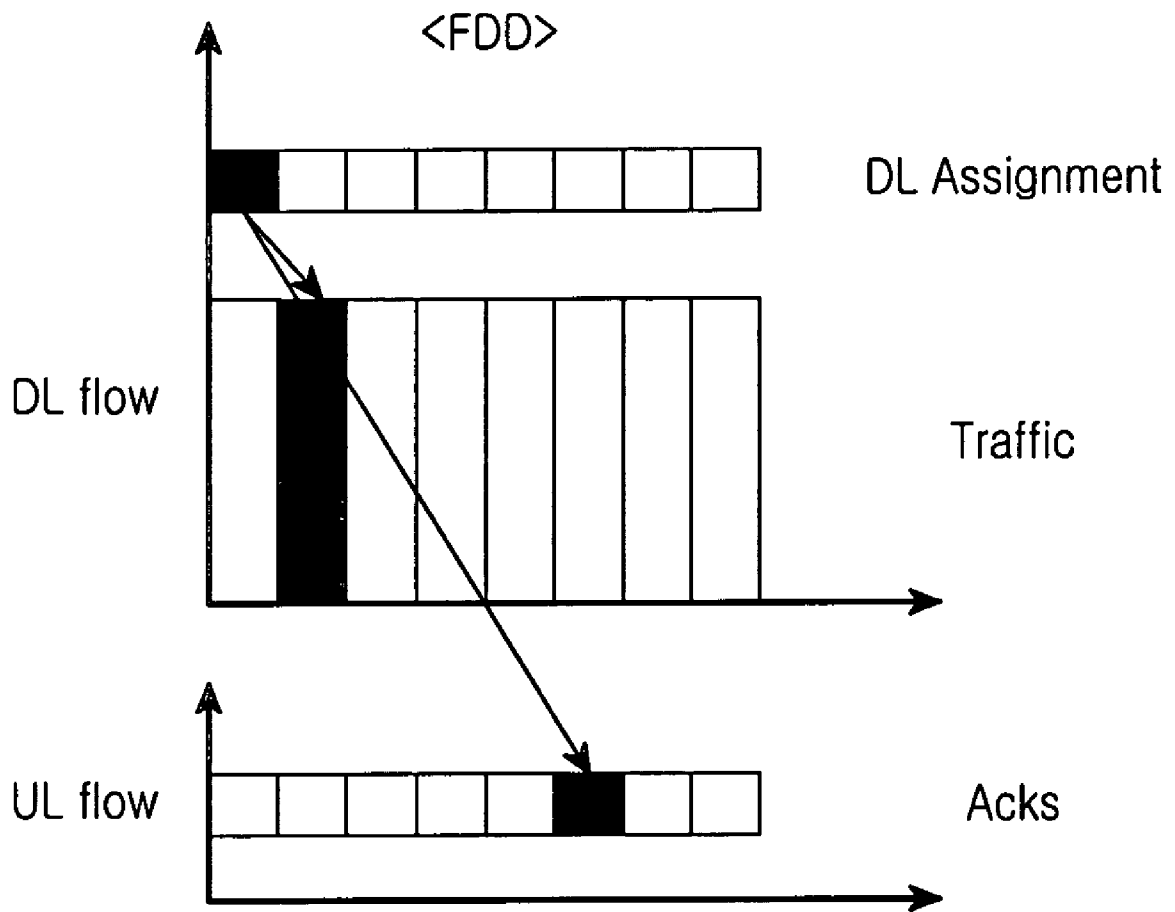 <FDD>
DL Assignment
DL flow
Traffic
UL flow
Acks